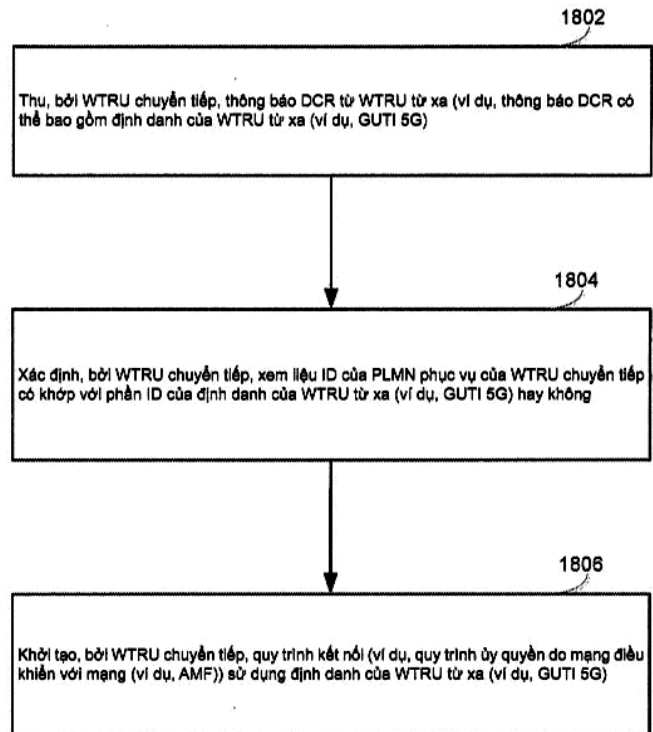 1802
Thu, bởi WTRU chuyển tiếp, thông báo DCR từ WTRU từ xa (ví dụ, thông báo DCR có
thể bao gồm định danh của WTRU từ xa (ví dụ, GUTI 5G)
1804
Xác định, bởi WTRU chuyển tiếp, xem liệu ID của PLMN phục vụ của WTRU chuyển tiếp
có khớp với phần ID của định danh của WTRU từ xa (ví dụ, GUTI 5G) hay không
1806
Khởi tạo, bởi WTRU chuyển tiếp, quy trình kết nối (ví dụ, quy trình ủy quyền do mạng điều
khiển với mạng (ví dụ, AMF)) sử dụng định danh của WTRU từ xa (ví dụ, GUTI 5G)